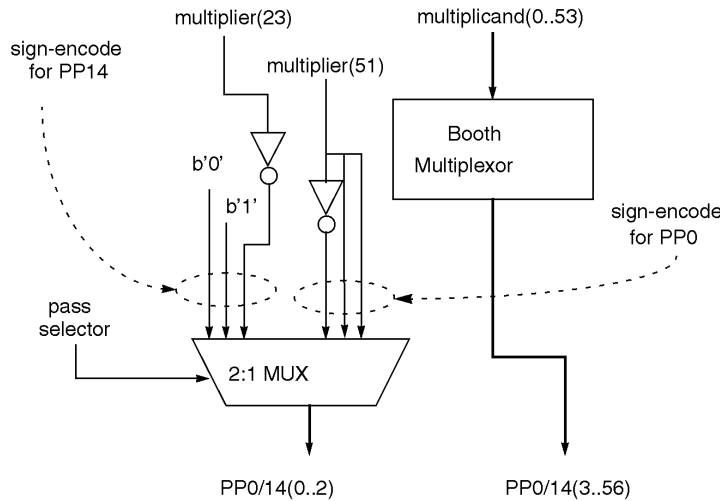 multiplier(23)
multiplicand(0..53)
sign-encode
for PP14
multiplier(51)
Booth
Multiplexor
b'0'
b'1'
sign-encode
for PP0
pass
selector
2:1 MUX
PP0/14(0..2)
PP0/14(3..56)